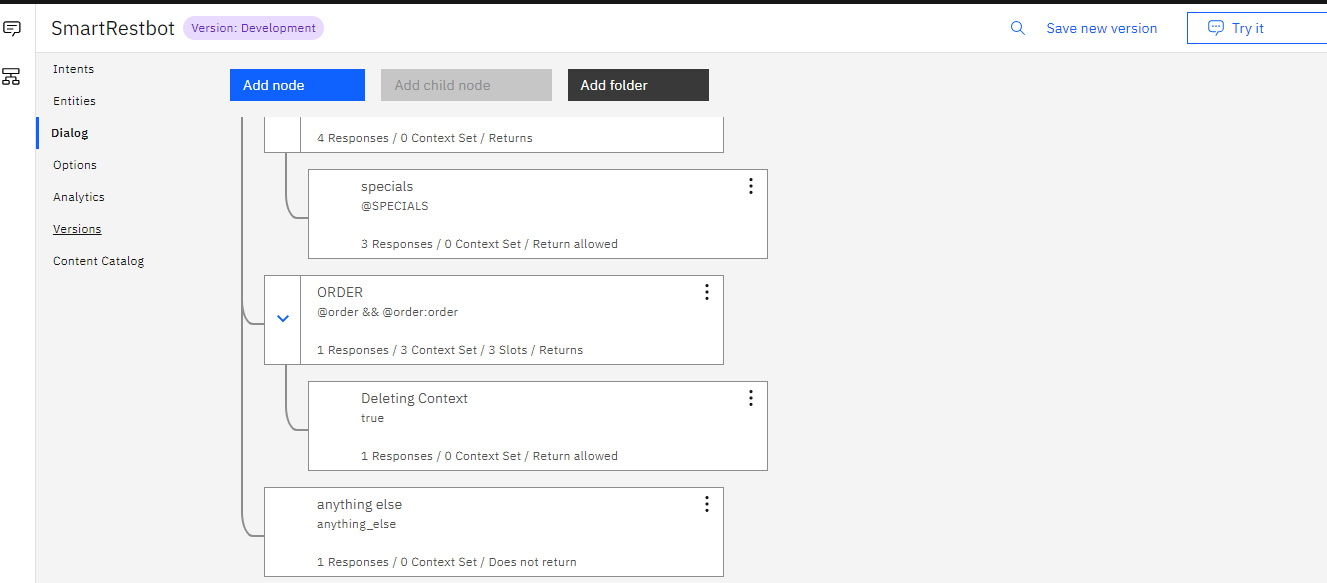 SmartRestbot Version: Development Save new version Try it
Intents
Entities
Dialog
Options
Analytics
Versions
Content Catalog
Add node Add child node Add folder
4 Responses / 0 Context Set / Returns
specials
@SPECIALS
3 Responses / 0 Context Set / Return allowed
ORDER
@order && @order:order
1 Responses / 3 Context Set / 3 Slots / Returns
Deleting Context
true
1 Responses / 0 Context Set / Return allowed
anything else
anything_else
1 Responses / 0 Context Set / Does not return